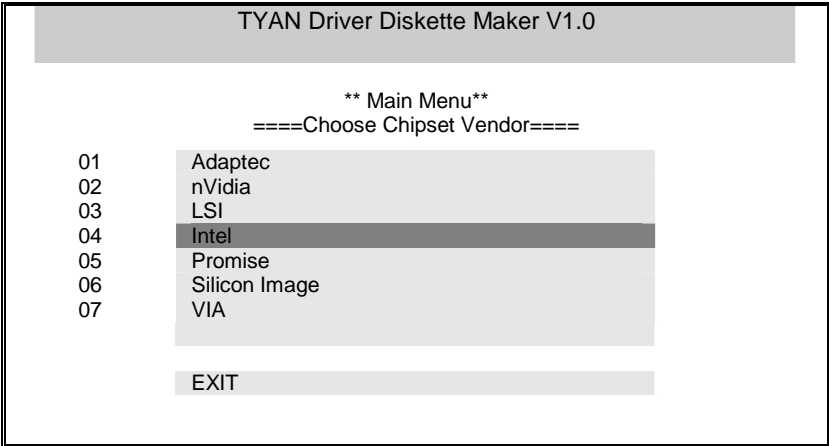 TYAN Driver Diskette Maker V1.0
** Main Menu**
====Choose Chipset Vendor====
01 Adaptec
02 nVidia
03 LSI
04 Intel
05 Promise
06 Silicon Image
07 VIA
EXIT